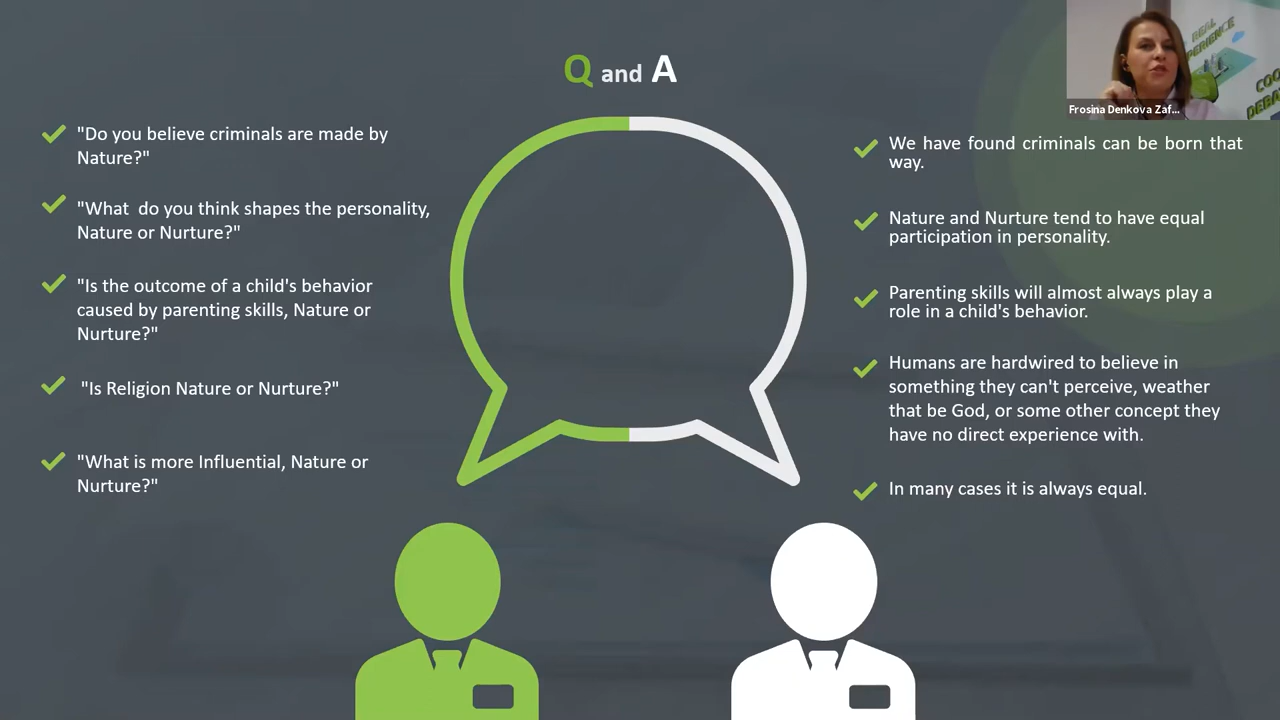 Q and A
"Do you believe criminals are made by
Nature?"
"What  do you think shapes the personality,
Nature or Nurture?"
"Is the outcome of a child's behavior
caused by parenting skills, Nature or
Nurture?"
"Is Religion Nature or Nurture?"
"What is more Influential, Nature or
Nurture?"
We have found criminals can be born that
way.
Nature and Nurture tend to have equal
participation in personality.
Parenting skills will almost always play a
role in a child's behavior.
Humans are hardwired to believe in
something they can't perceive, weather
that be God, or some other concept they
have no direct experience with.
In many cases it is always equal.
REAL
Frosina Denkova Zaf...